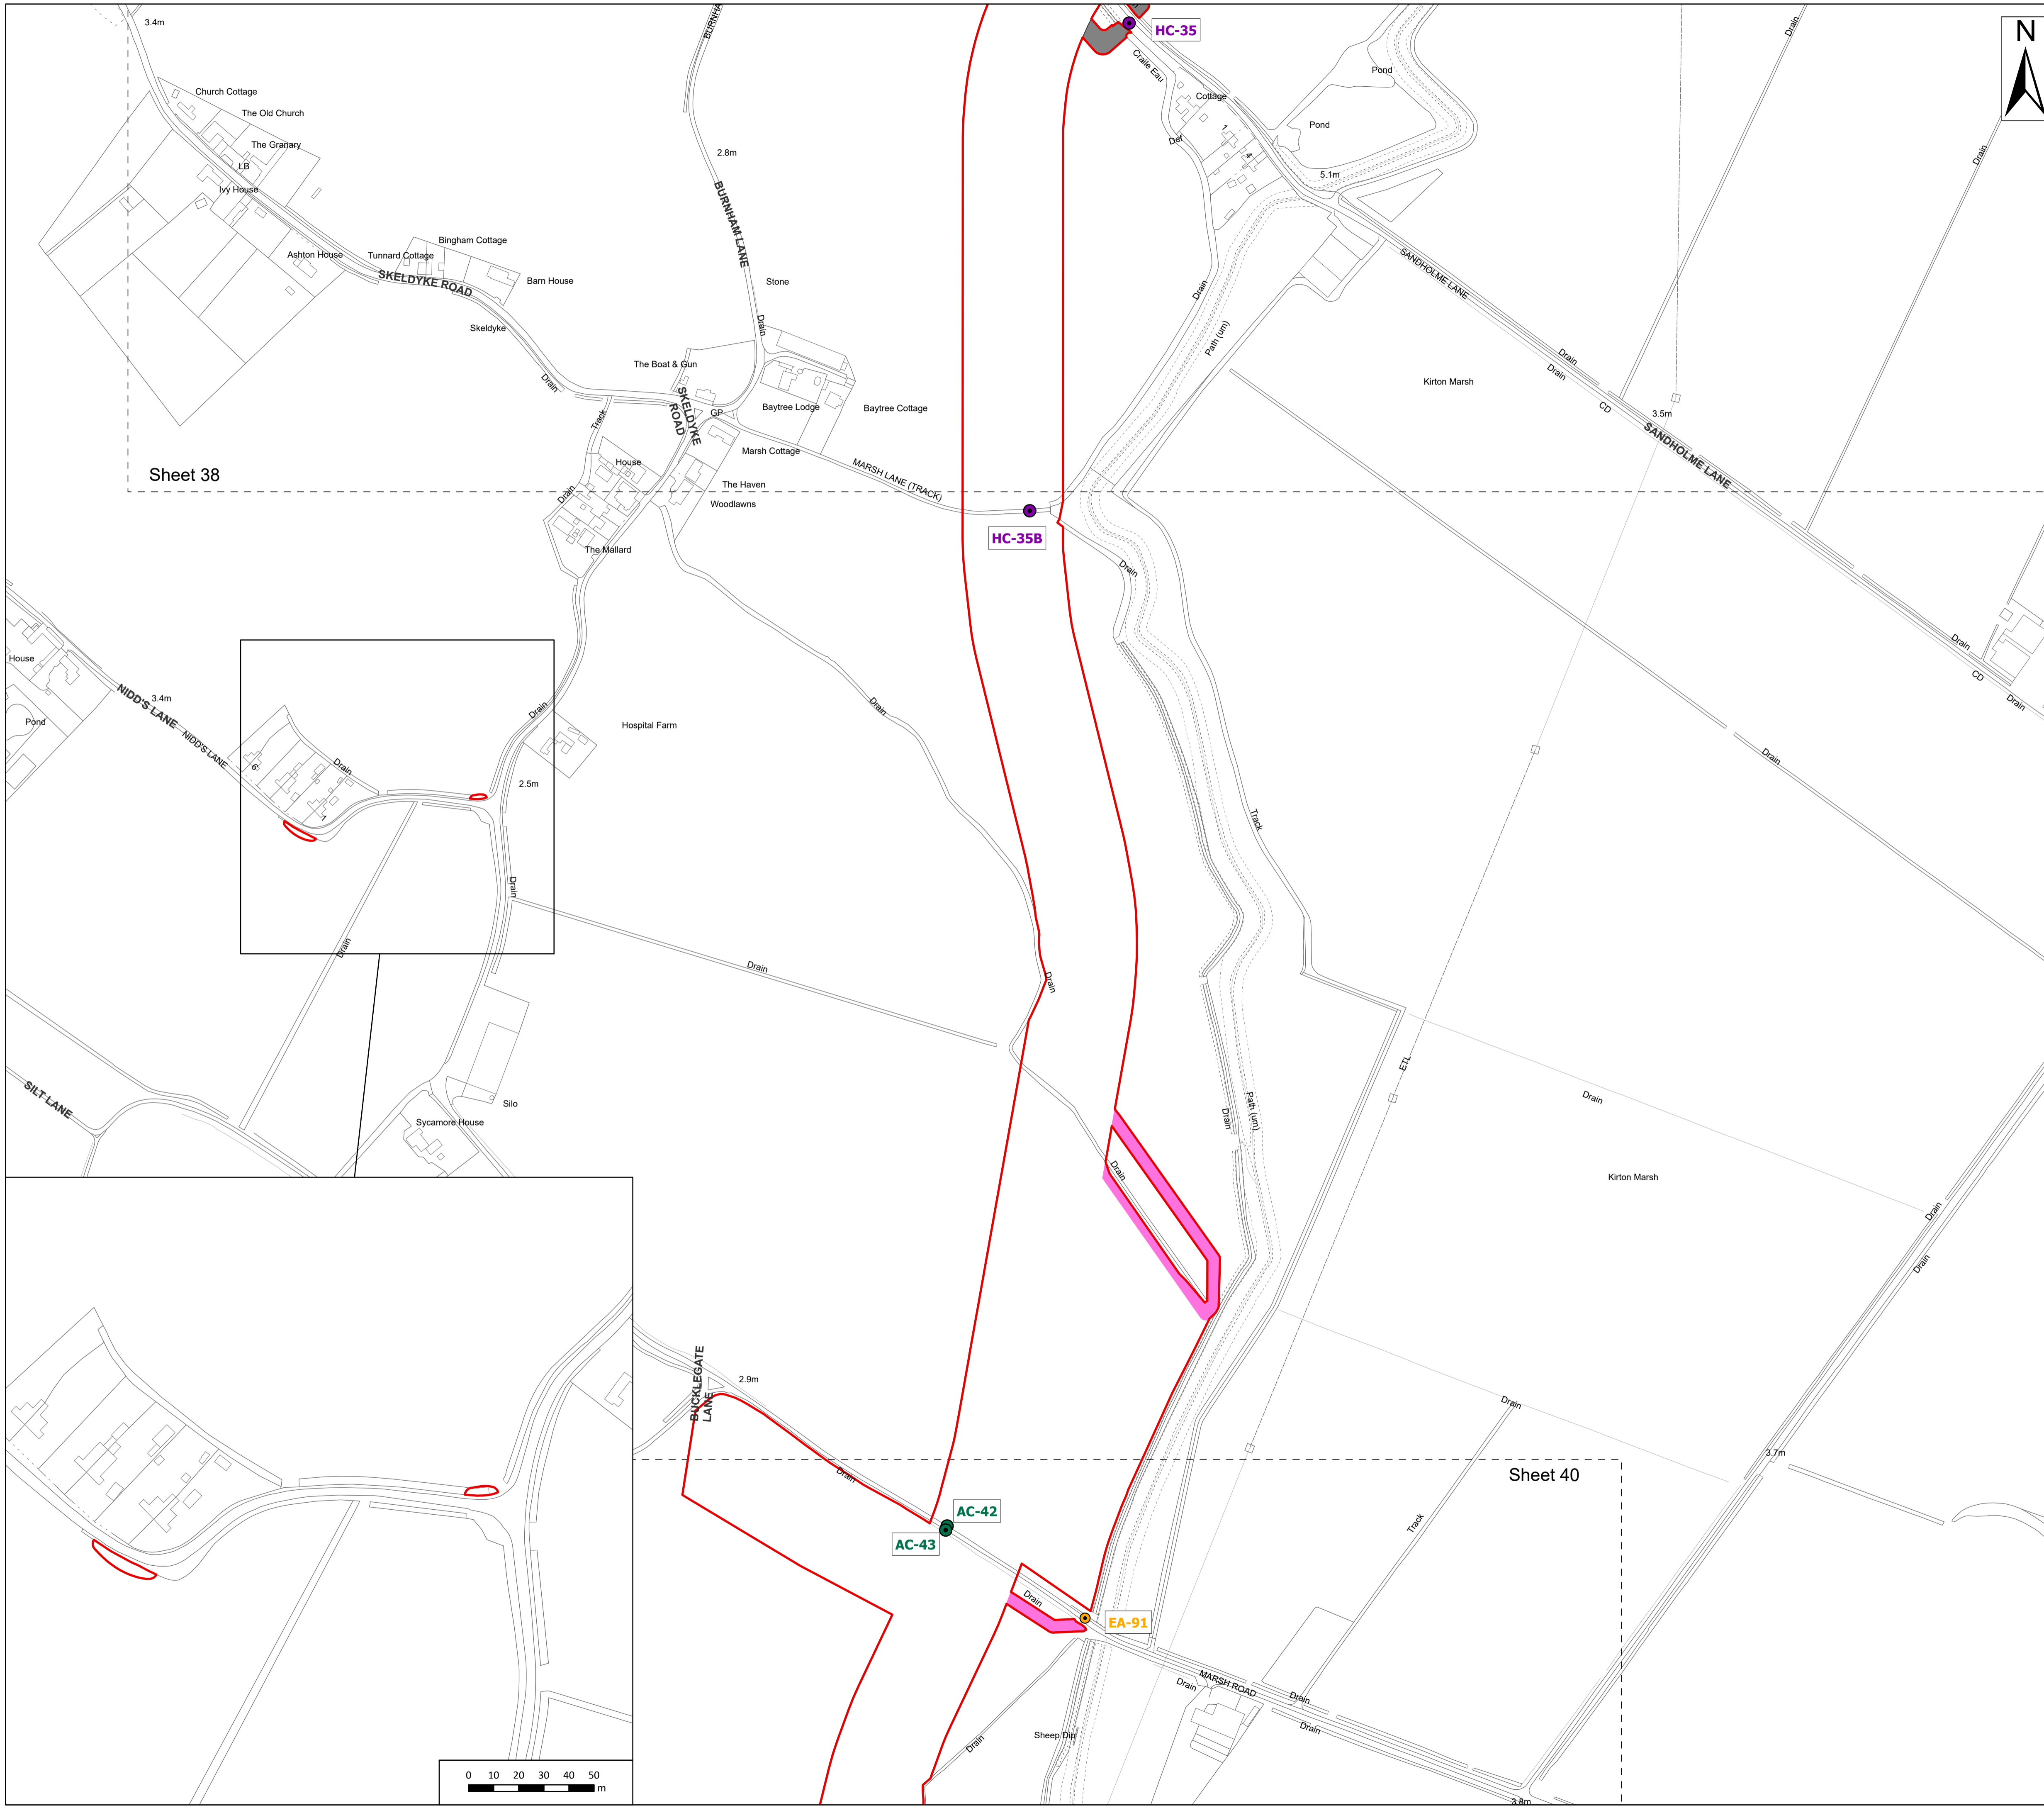 3.4m
BURNHA
HC-35
N
Drain
Craile Eau
Pond
Church Cottage
Cottage
The Old Church
Pond
1
Def
The Granary
2.8m
4
Drain
LB
5.1m
Ivy House
BURNHAM LANE
Bingham Cottage
Ashton House
Tunnard Cottage
SANDHOLME LANE
SKELDYKE ROAD
Barn House
Stone
Drain
Skeldyke
Drain
Path (um)
The Boat & Gun
Drain
Drain
Drain
Kirton Marsh
SKELDYKE
ROAD
GP
Baytree Lodge
Baytree Cottage
CD
3.5m
Track
SANDHOLME LANE
Marsh Cottage
House
MARSH LANE (TRACK)
Sheet 38
The Haven
Drain
Woodlawns
HC-35B
The Mallard
Drain
House
Drain
CD
Drain
NIDD'S LANE
3.4m
Drain
Drain
Pond
Hospital Farm
NIDD'S LANE
Drain
6
Drain
2.5m
7
Track
Drain
Drain
Drain
Drain
ETL
SILT LANE
Drain
Silo
Path (um)
Drain
Sycamore House
Drain
Kirton Marsh
Drain
Drain
BUCKLEGATE
LANE
2.9m
Drain
3.7m
Drain
Sheet 40
AC-42
Track
AC-43
Drain
EA-91
MARSH ROAD
Drain
Drain
Drain
Sheep Dip
Drain
0 10 20 30 40 50
m
3.8m